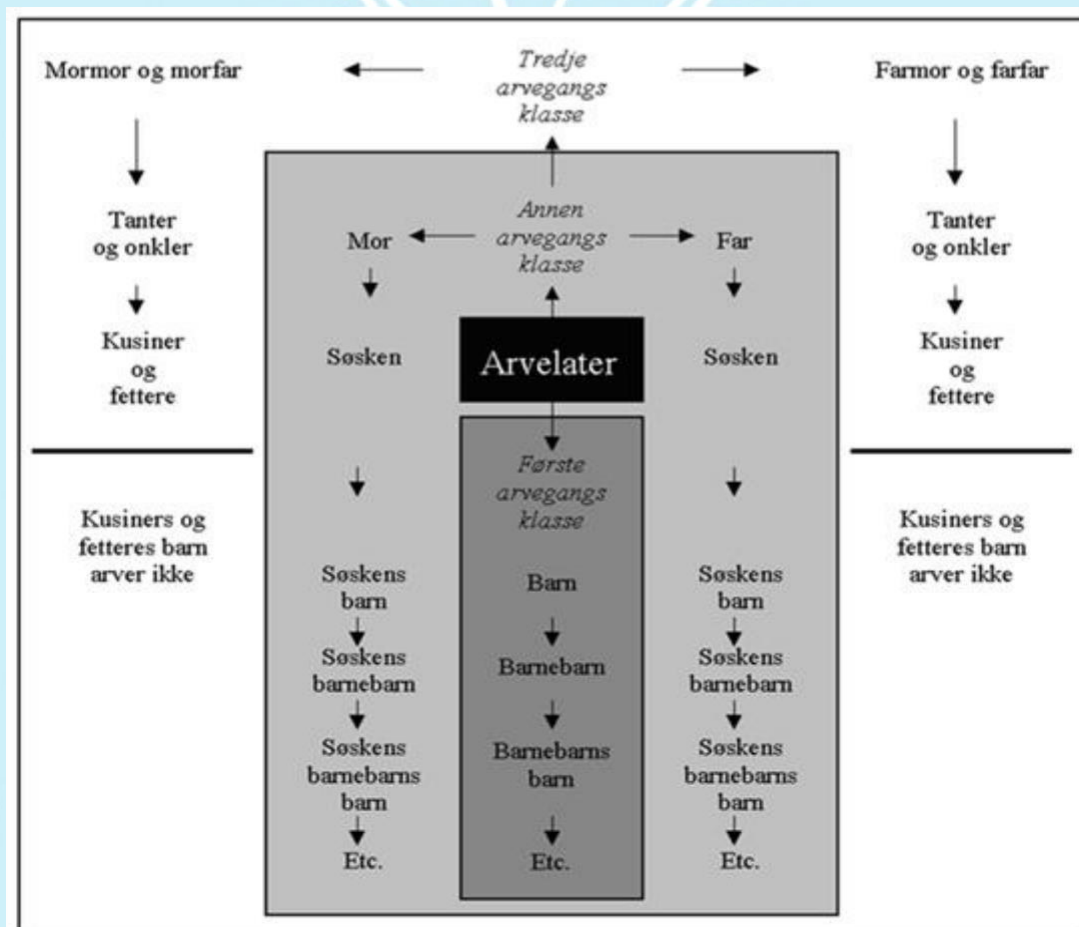 Tredje
arvegangs
klasse
Mormor og morfar
Farmor og farfar
Tanter
og onkler
Kusiner
og
fettere
Kusiners og
fetteres barn
arver ikke
Annen
arvegangs
klasse
Mor
Far
Søsken
Arvelater
Søsken
Første
arvegangs
klasse
Søskens
barn
Søskens
barnebarn
Søskens
barnebarns
barn
Etc.
Barn
Barnebarn
Barnebarns
barn
Etc.
Søskens
barn
Søskens
barnebarn
Søskens
barnebarns
barn
Etc.
Tanter
og onkler
Kusiner
og
fettere
Kusiners og
fetteres barn
arver ikke